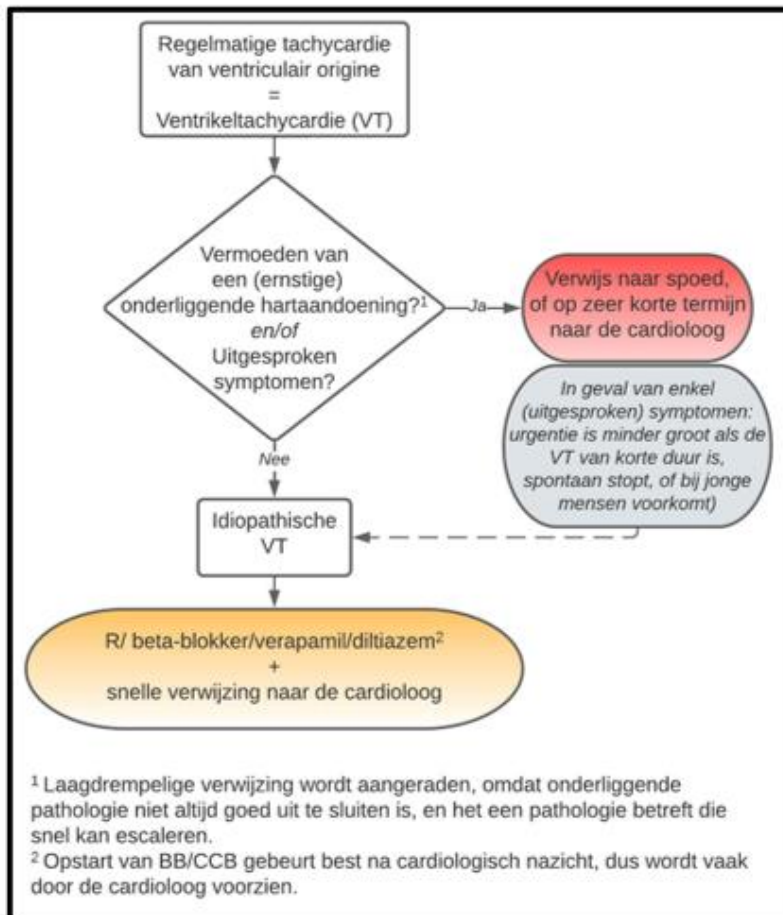 Regelmatige tachycardie
van ventriculair origine
=
Ventrikeltachycardie (VT)
Vermoeden van
een (ernstige)
onderliggende hartaandoening?¹
en/of
Uitgesproken
symptomen?
Ja
Verwijs naar spoed,
of op zeer korte termijn
naar de cardioloog
In geval van enkel
(uitgesproken) symptomen:
urgentie is minder groot als de
VT van korte duur is,
spontaan stopt, of bij jonge
mensen voorkomt)
Nee
Idiopathische
VT
R/ beta-blokker/verapamil/diltiazem²
+
snelle verwijzing naar de cardioloog
¹ Laagdrempelige verwijzing wordt aangeraden, omdat onderliggende
pathologie niet altijd goed uit te sluiten is, en het een pathologie betreft die
snel kan escaleren.
² Opstart van BB/CCB gebeurt best na cardiologisch nazicht, dus wordt vaak
door de cardioloog voorzien.